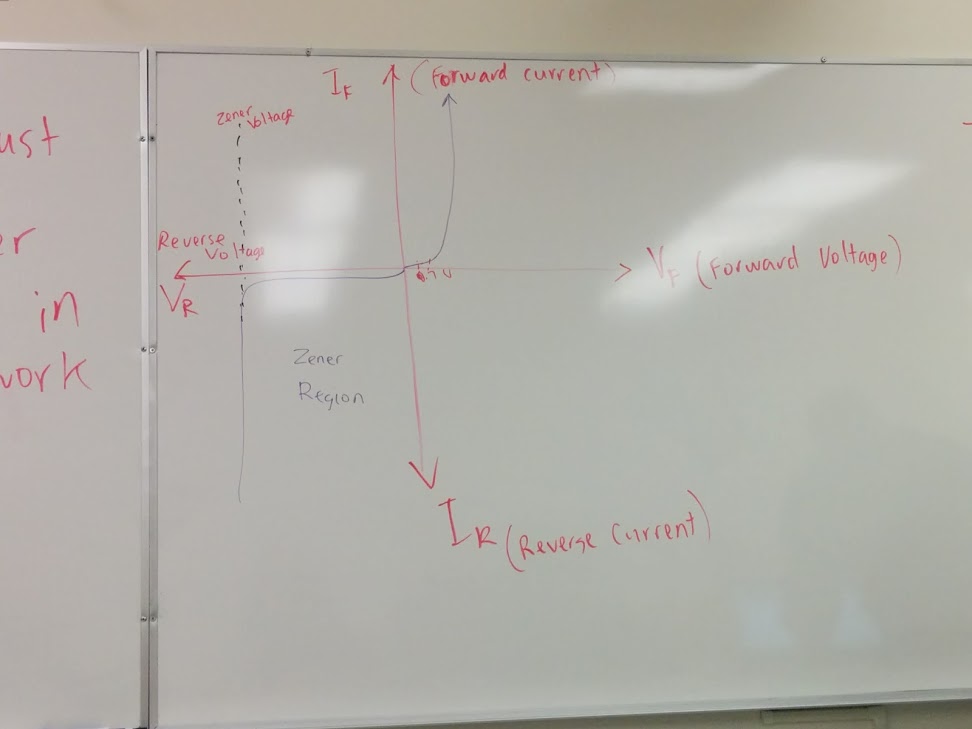 ust
er
in
work
I_F (Forward current)
Zener Voltage
Reverse Voltage
V_R
0.7 V
V_F (Forward Voltage)
Zener
Region
I_R (Reverse Current)